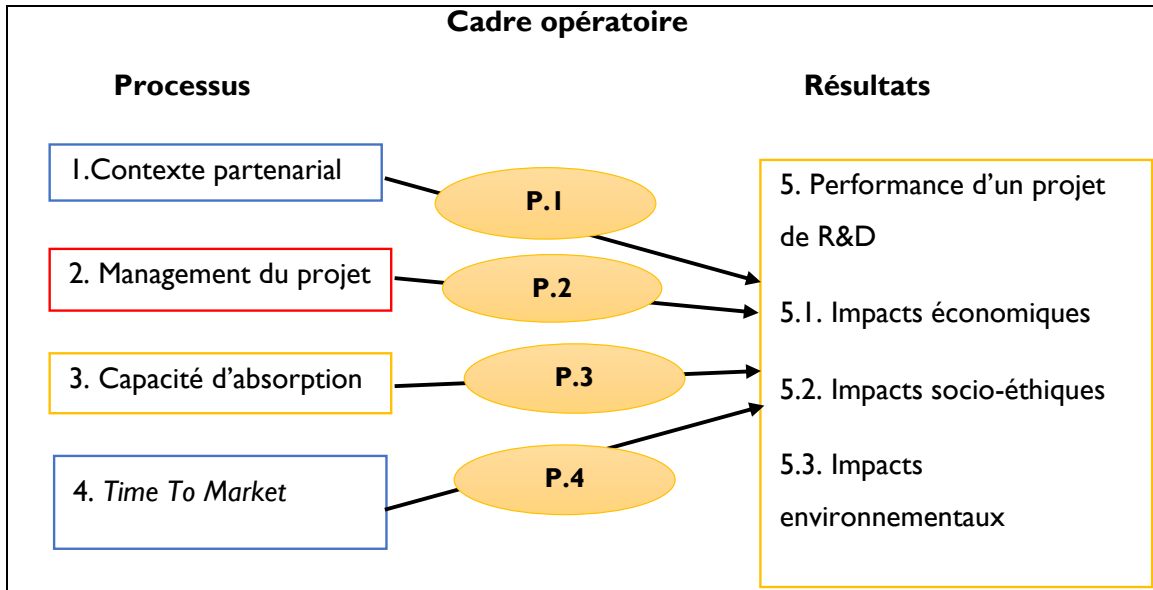 Cadre opératoire
Processus
Résultats
1.Contexte partenarial
P.1
2. Management du projet
P.2
3. Capacité d'absorption
P.3
4. Time To Market
P.4
5. Performance d’un projet
de R&D
5.1. Impacts économiques
5.2. Impacts socio-éthiques
5.3. Impacts
environnementaux